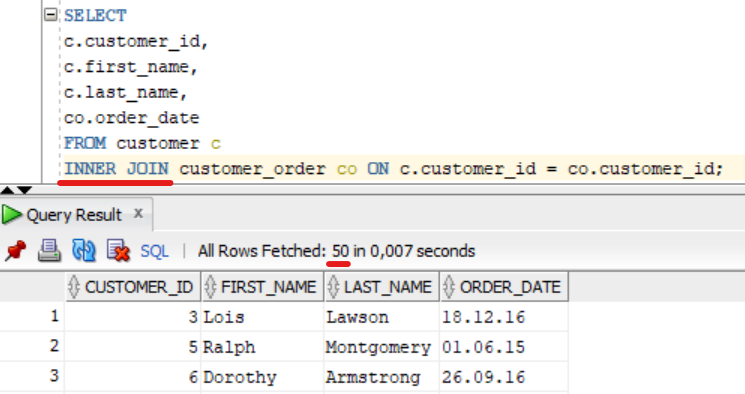 SELECT
c.customer_id,
c.first_name,
c.last_name,
co.order_date
FROM customer c
INNER JOIN customer_order co ON c.customer_id = co.customer_id;
Query Result x
SQL | All Rows Fetched: 50 in 0,007 seconds
CUSTOMER_ID FIRST_NAME LAST_NAME ORDER_DATE
1 3 Lois Lawson 18.12.16
2 5 Ralph Montgomery 01.06.15
3 6 Dorothy Armstrong 26.09.16